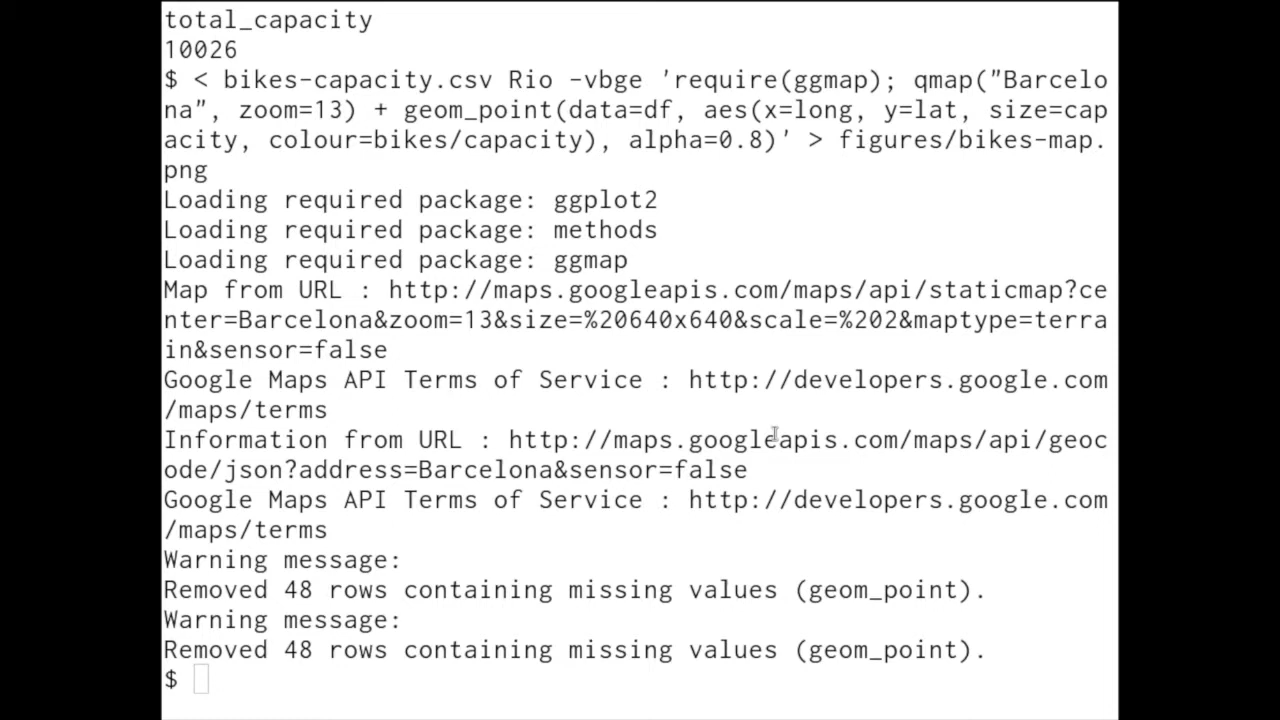 total_capacity
10026
$ < bikes-capacity.csv Rio -vbge 'require(ggmap); qmap("Barcelo
na", zoom=13) + geom_point(data=df, aes(x=long, y=lat, size=cap
acity, colour=bikes/capacity), alpha=0.8)' > figures/bikes-map.
png
Loading required package: ggplot2
Loading required package: methods
Loading required package: ggmap
Map from URL : http://maps.googleapis.com/maps/api/staticmap?ce
nter=Barcelona&zoom=13&size=%20640x640&scale=%202&maptype=terra
in&sensor=false
Google Maps API Terms of Service : http://developers.google.com
/maps/terms
Information from URL : http://maps.googleapis.com/maps/api/geoc
ode/json?address=Barcelona&sensor=false
Google Maps API Terms of Service : http://developers.google.com
/maps/terms
Warning message:
Removed 48 rows containing missing values (geom_point).
Warning message:
Removed 48 rows containing missing values (geom_point).
$